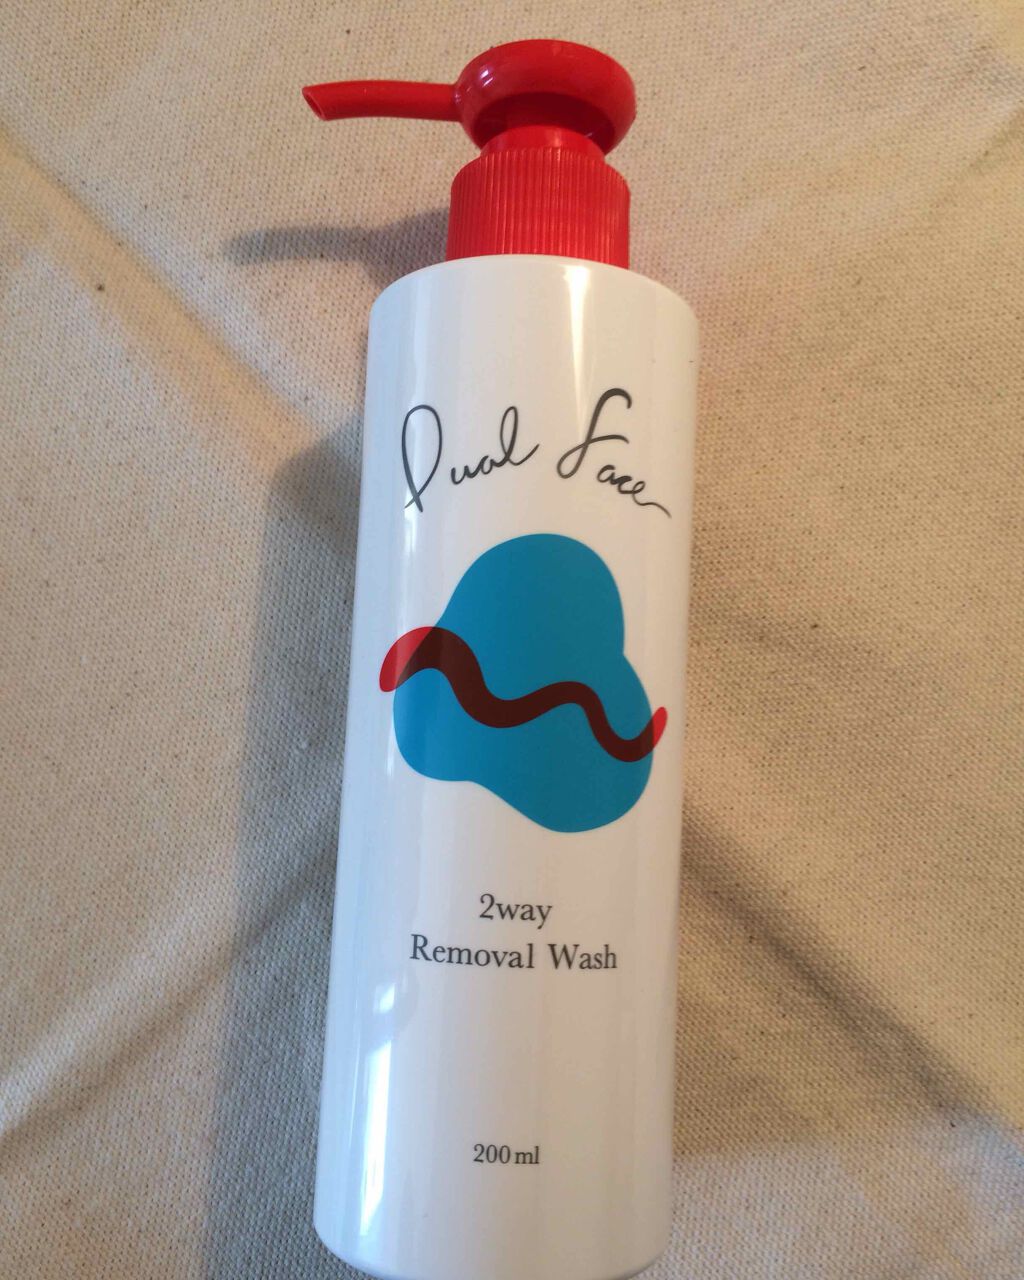 Dual Face
2way
Removal Wash
200ml